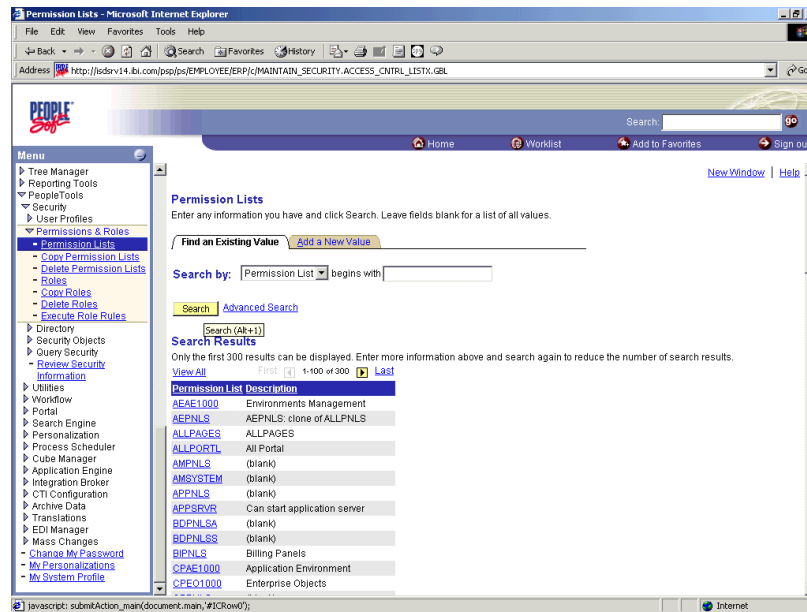 Permission Lists - Microsoft Internet Explorer
File Edit View Favorites Tools Help
Back Search Favorites History
Address http://isdsrv14.ibi.com/psp/ps/EMPLOYEE/ERP/c/MAINTAIN_SECURITY.ACCESS_CNTRL_LISTX.GBL Go
PEOPLE Soft
Search: go
Home Worklist Add to Favorites Sign ou
Menu
Tree Manager
Reporting Tools
PeopleTools
Security
User Profiles
Permissions & Roles
- Permission Lists
- Copy Permission Lists
- Delete Permission Lists
- Roles
- Copy Roles
- Delete Roles
- Execute Role Rules
Directory
Security Objects
Query Security
- Review Security
Information
Utilities
Workflow
Portal
Search Engine
Personalization
Process Scheduler
Cube Manager
Application Engine
Integration Broker
CTI Configuration
Archive Data
Translations
EDI Manager
Mass Changes
- Change My Password
- My Personalizations
- My System Profile
New Window | Help
Permission Lists
Enter any information you have and click Search. Leave fields blank for a list of all values.
Find an Existing Value Add a New Value
Search by: Permission List begins with
Search Advanced Search
Search (Alt+1)
Search Results
Only the first 300 results can be displayed. Enter more information above and search again to reduce the number of search results.
View All First 1-100 of 300 Last
Permission List Description
AEAE1000 Environments Management
AEPNLS AEPNLS: clone of ALLPNLS
ALLPAGES ALLPAGES
ALLPORTL All Portal
AMPNLS (blank)
AMSYSTEM (blank)
APPNLS (blank)
APPSRVR Can start application server
BDPNLSA (blank)
BDPNLSS (blank)
BIPNLS Billing Panels
CPAE1000 Application Environment
CPEO1000 Enterprise Objects
javascript: submitAction_main(document.main,'#ICRow0'); Internet